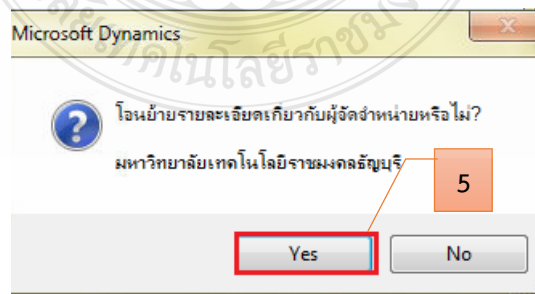 Microsoft Dynamics
โอนย้ายรายละเอียดเกี่ยวกับผู้จัดจำหน่ายหรือไม่?
มหาวิทยาลัยเทคโนโลยีราชมงคลธัญบุรี
5
Yes
No